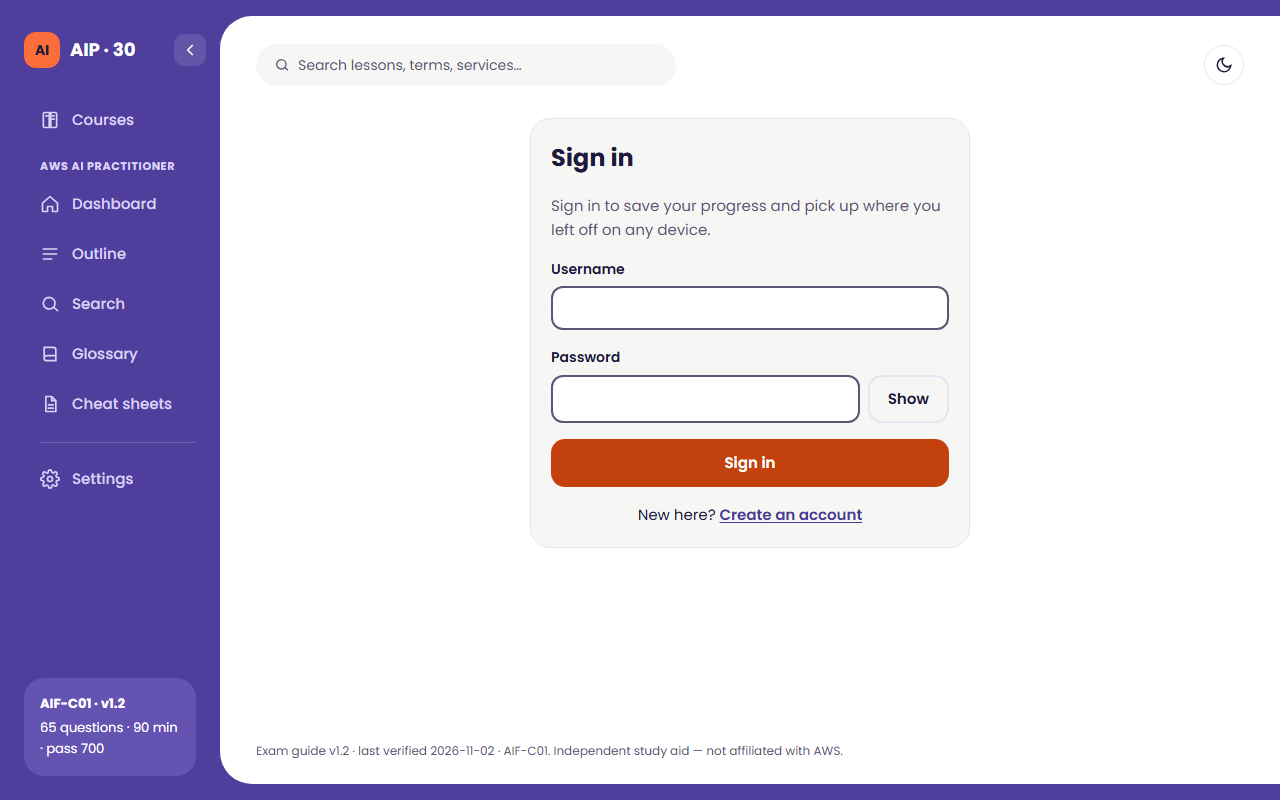 AI
AIP · 30
Courses
AWS AI PRACTITIONER
Dashboard
Outline
Search
Glossary
Cheat sheets
Settings
AIF-C01 · v1.2
65 questions · 90 min
· pass 700
Search lessons, terms, services…
Sign in
Sign in to save your progress and pick up where you
left off on any device.
Username
Password
Show
Sign in
New here? Create an account
Exam guide v1.2 · last verified 2026-11-02 · AIF-C01. Independent study aid — not affiliated with AWS.